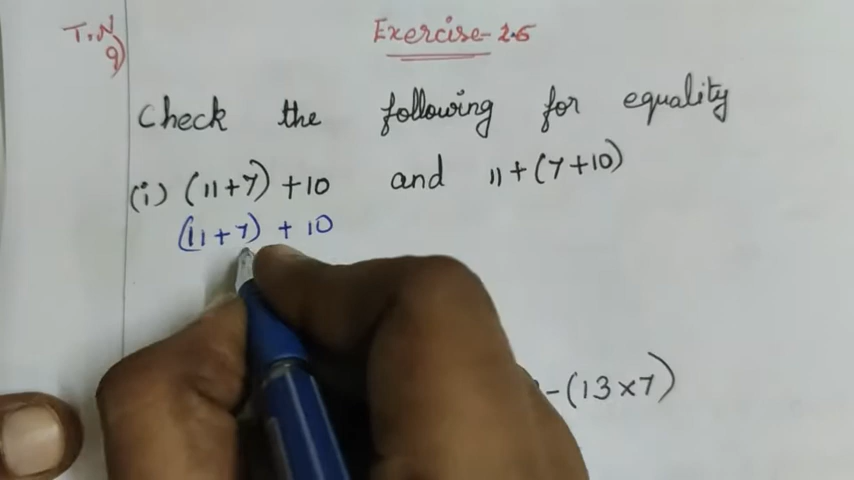 Exercise-2.5
T.N
9)
Check the following for equality
(i) (11+7)+10 and 11+(7+10)
(11+7) + 10
-(13×7)